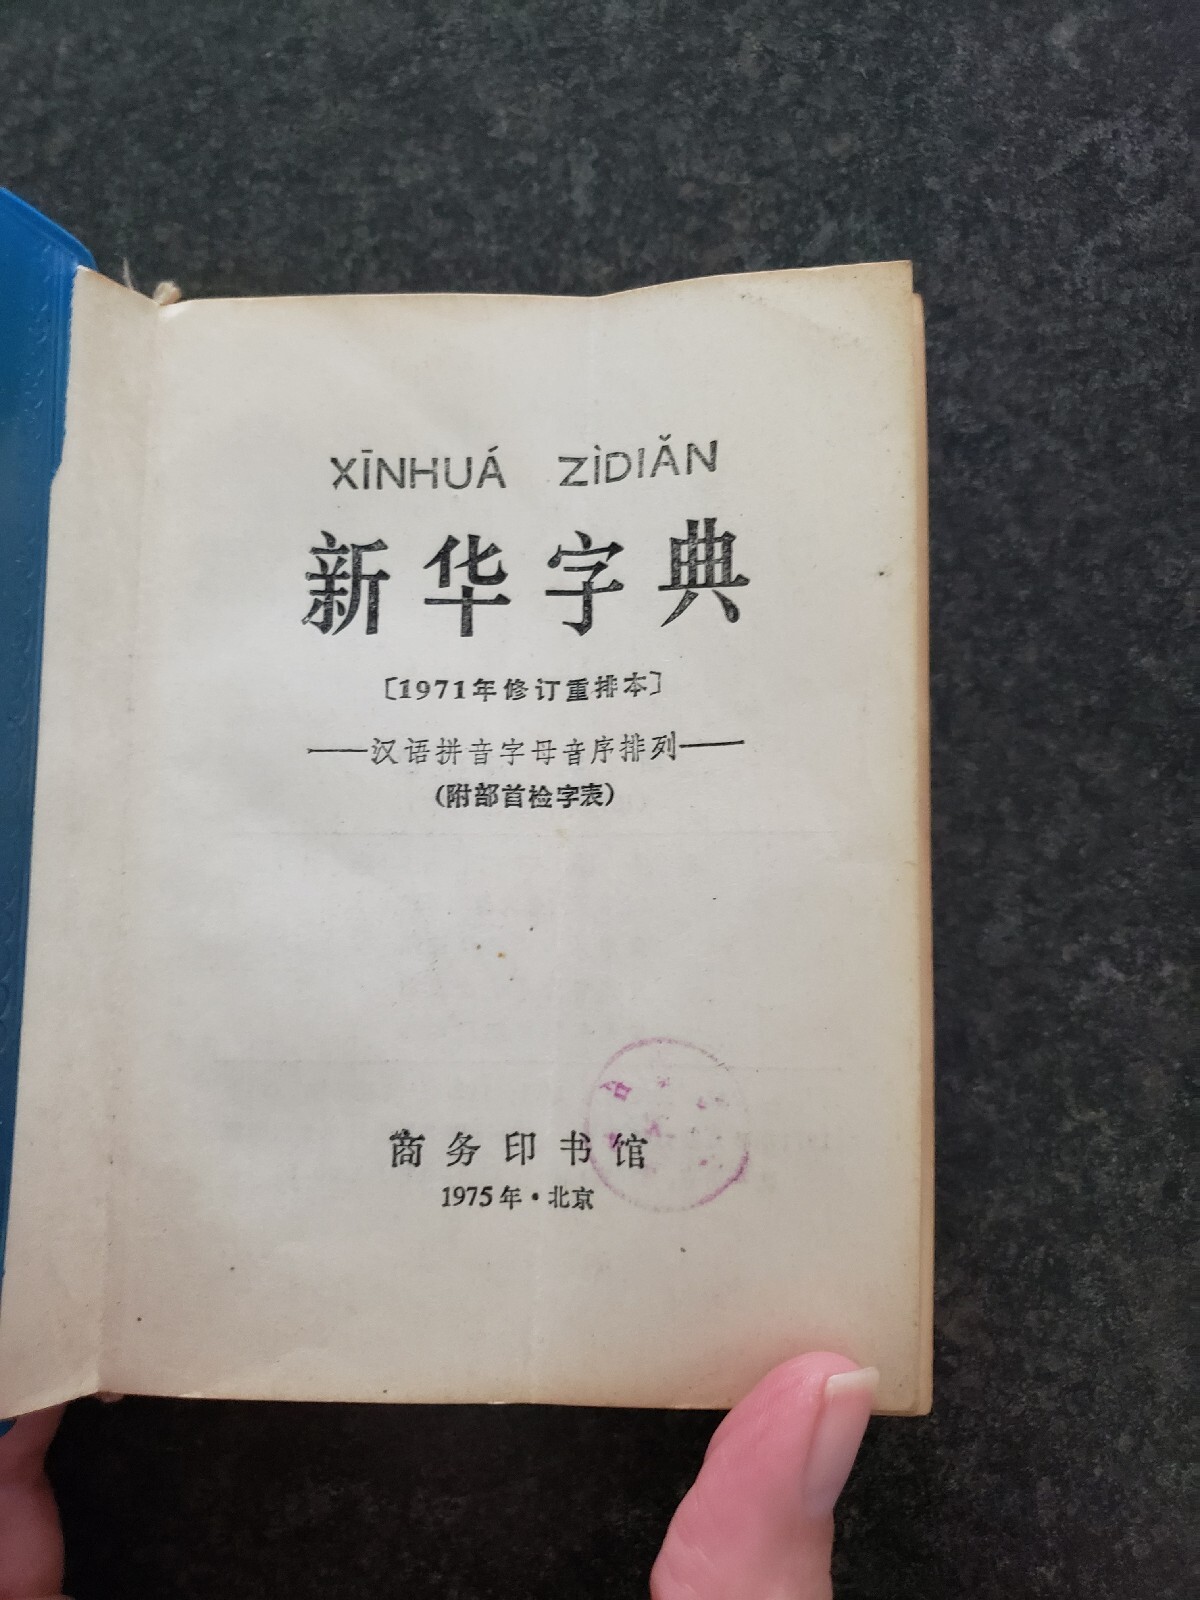 XĪNHUÁ ZÌDIǍN
新华字典
〔1971年修订重排本〕
——汉语拼音字母音序排列——
(附部首检字表)
商务印书馆
1975年·北京